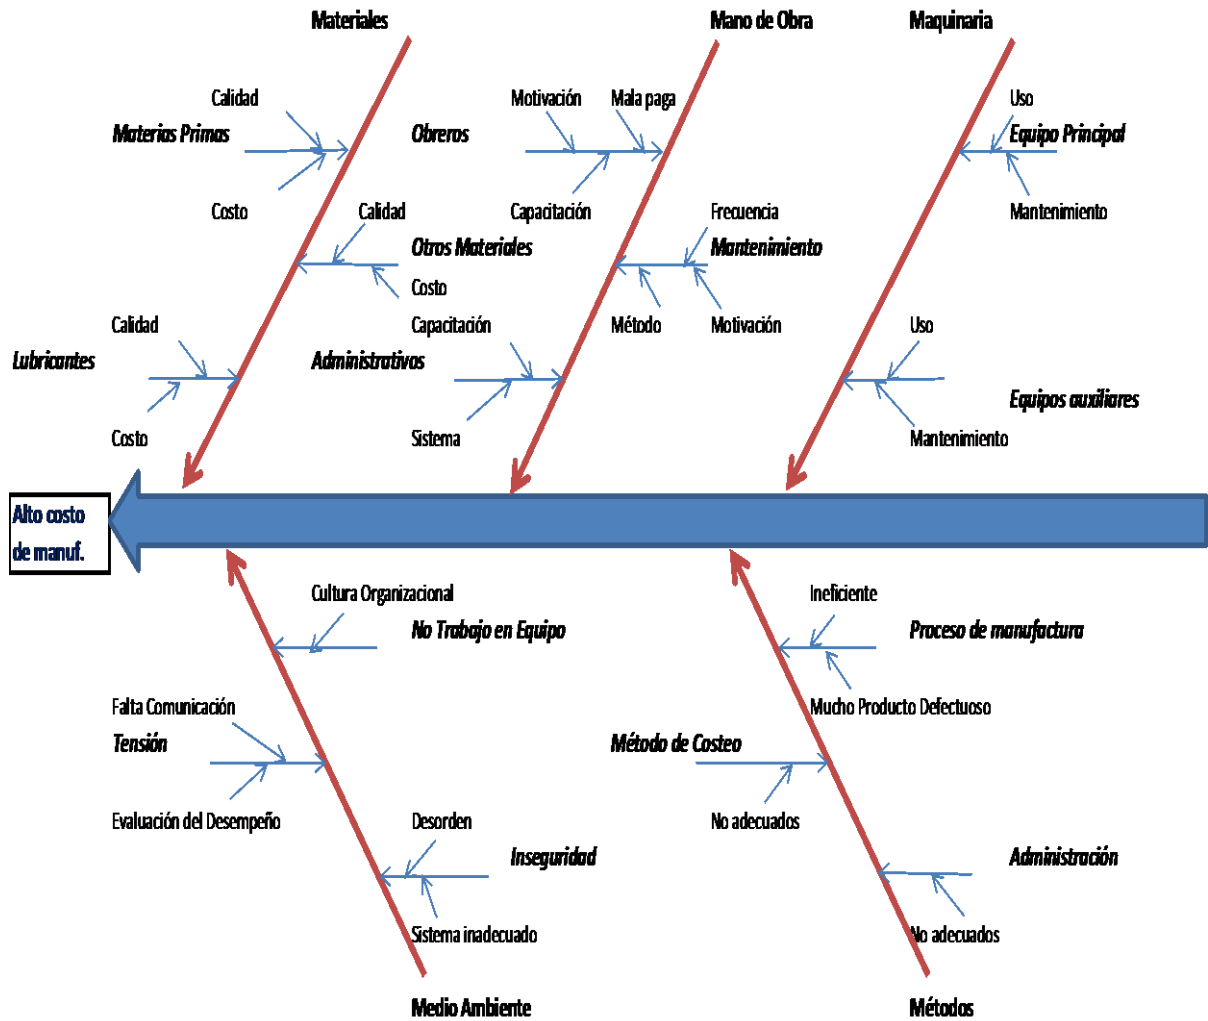 Materiales
Mano de Obra
Maquinaria
Calidad
Motivación
Mala paga
Uso
Materias Primas
Obreros
Equipo Principal
Costo
Calidad
Capacitación
Frecuencia
Mantenimiento
Otros Materiales
Mantenimiento
Costo
Calidad
Capacitación
Método
Motivación
Uso
Lubricantes
Administrativos
Equipos auxiliares
Costo
Sistema
Mantenimiento
Alto costo
de manuf.
Cultura Organizacional
Ineficiente
No Trabajo en Equipo
Proceso de manufactura
Falta Comunicación
Mucho Producto Defectuoso
Tensión
Método de Costeo
Evaluación del Desempeño
Desorden
No adecuados
Inseguridad
Administración
Sistema inadecuado
No adecuados
Medio Ambiente
Métodos